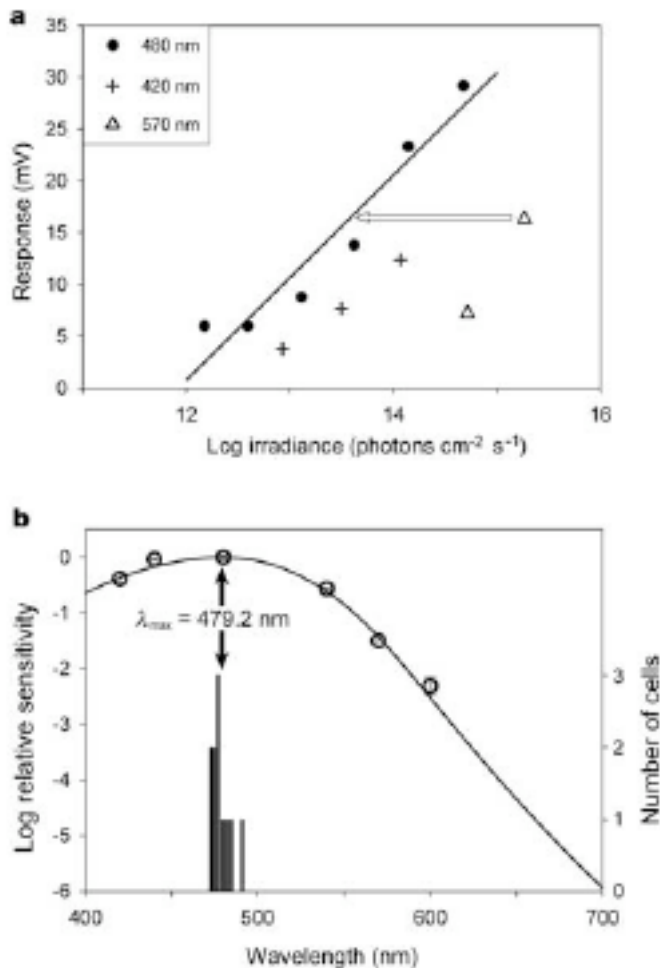 a
480 nm
420 nm
570 nm
Response (mV)
35
30
25
20
15
10
5
0
12 14 16
Log irradiance (photons cm⁻² s⁻¹)
b
Log relative sensitivity
0
-1
-2
-3
-4
-5
-6
λmax = 479.2 nm
3
2
1
0
Number of cells
400 500 600 700
Wavelength (nm)